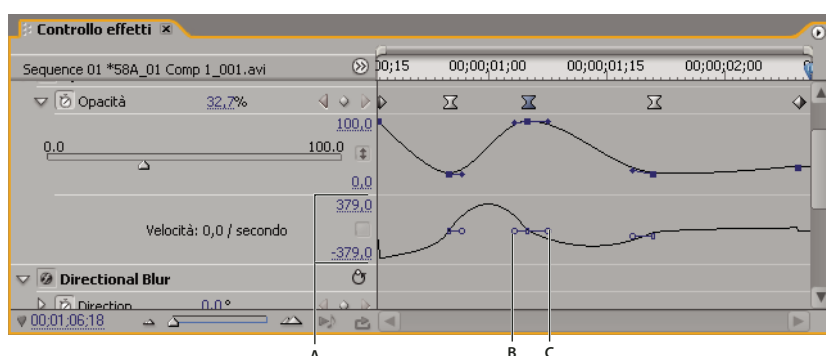 Controllo effetti
Sequence 01 *58A_01 Comp 1_001.avi
00;15 00;00;01;00 00;00;01;15 00;00;02;00
Opacità 32,7%
100,0
0.0 100.0
0,0
379,0
Velocità: 0,0 / secondo
-379,0
Directional Blur
Direction 0,0°
00;01;06;18
A B C